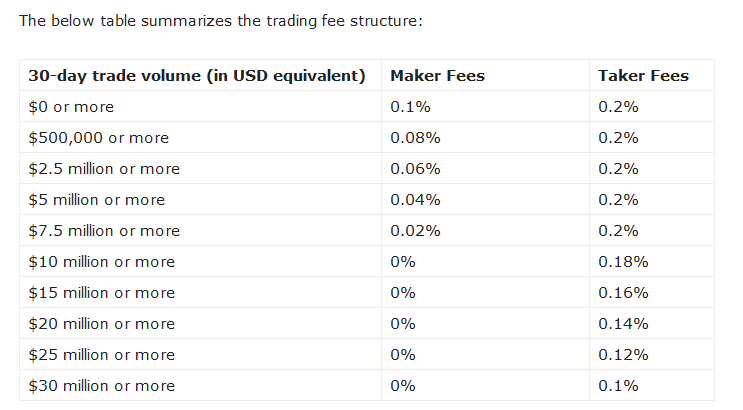 The below table summarizes the trading fee structure:
30-day trade volume (in USD equivalent) Maker Fees Taker Fees
$0 or more 0.1% 0.2%
$500,000 or more 0.08% 0.2%
$2.5 million or more 0.06% 0.2%
$5 million or more 0.04% 0.2%
$7.5 million or more 0.02% 0.2%
$10 million or more 0% 0.18%
$15 million or more 0% 0.16%
$20 million or more 0% 0.14%
$25 million or more 0% 0.12%
$30 million or more 0% 0.1%